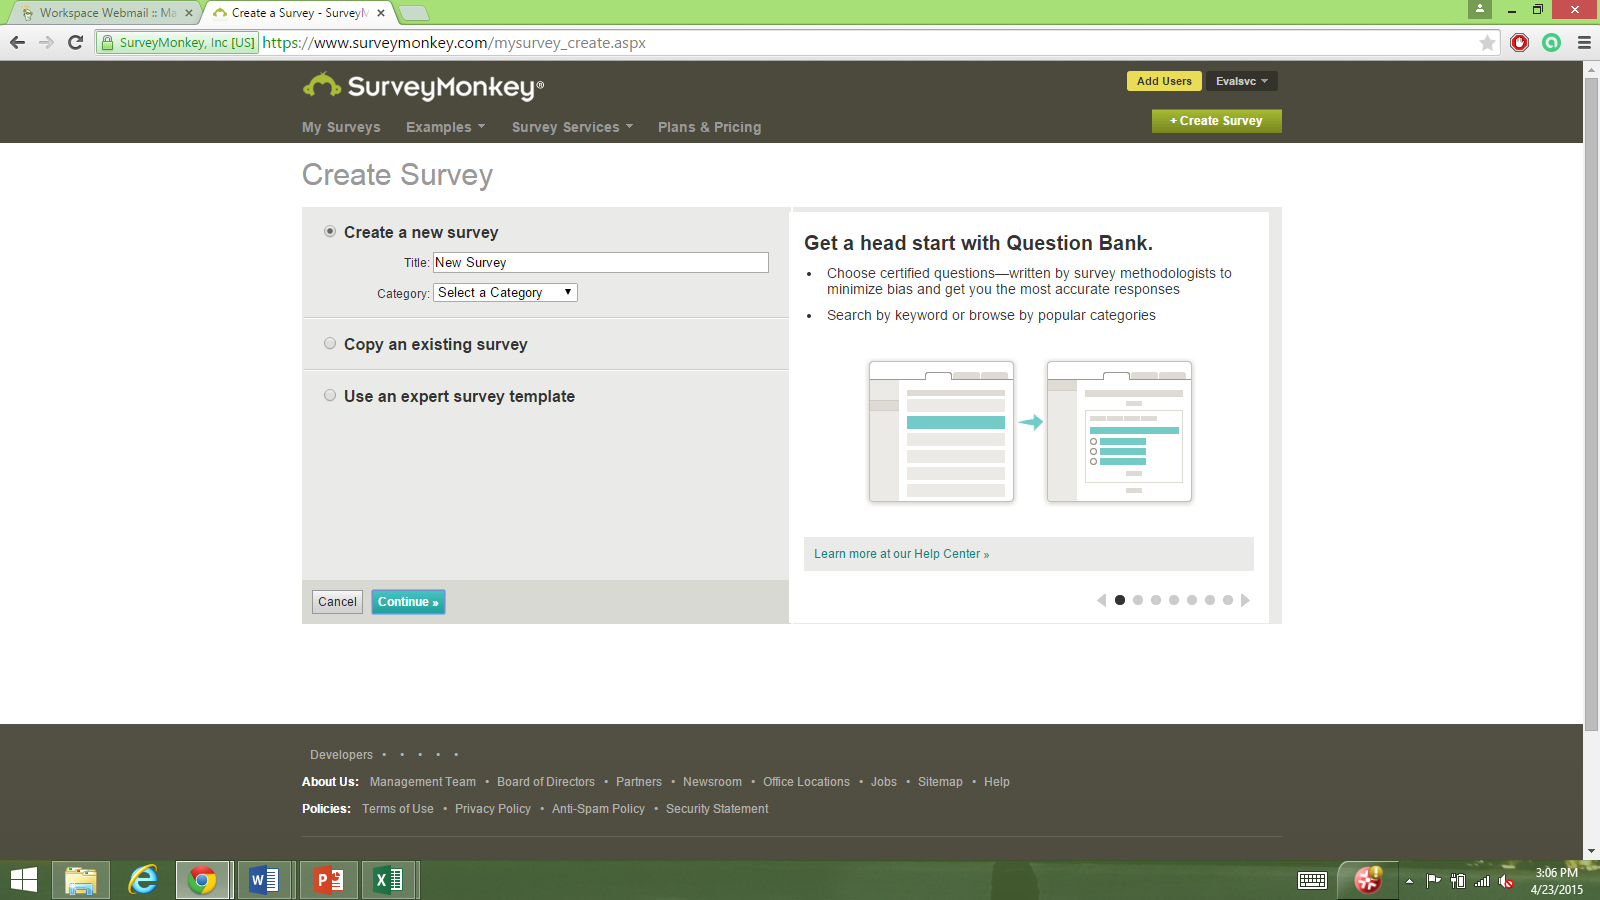 Workspace Webmail :: Ma
Create a Survey - SurveyM
SurveyMonkey, Inc [US] https://www.surveymonkey.com/mysurvey_create.aspx
SurveyMonkey®
Add Users
Evalsvc
My Surveys Examples Survey Services Plans & Pricing
+ Create Survey
Create Survey
Create a new survey
Title: New Survey
Category: Select a Category
Copy an existing survey
Use an expert survey template
Cancel Continue »
Get a head start with Question Bank.
• Choose certified questions—written by survey methodologists to
minimize bias and get you the most accurate responses
• Search by keyword or browse by popular categories
Learn more at our Help Center »
Developers • • • • •
About Us: Management Team • Board of Directors • Partners • Newsroom • Office Locations • Jobs • Sitemap • Help
Policies: Terms of Use • Privacy Policy • Anti-Spam Policy • Security Statement
3:06 PM
4/23/2015